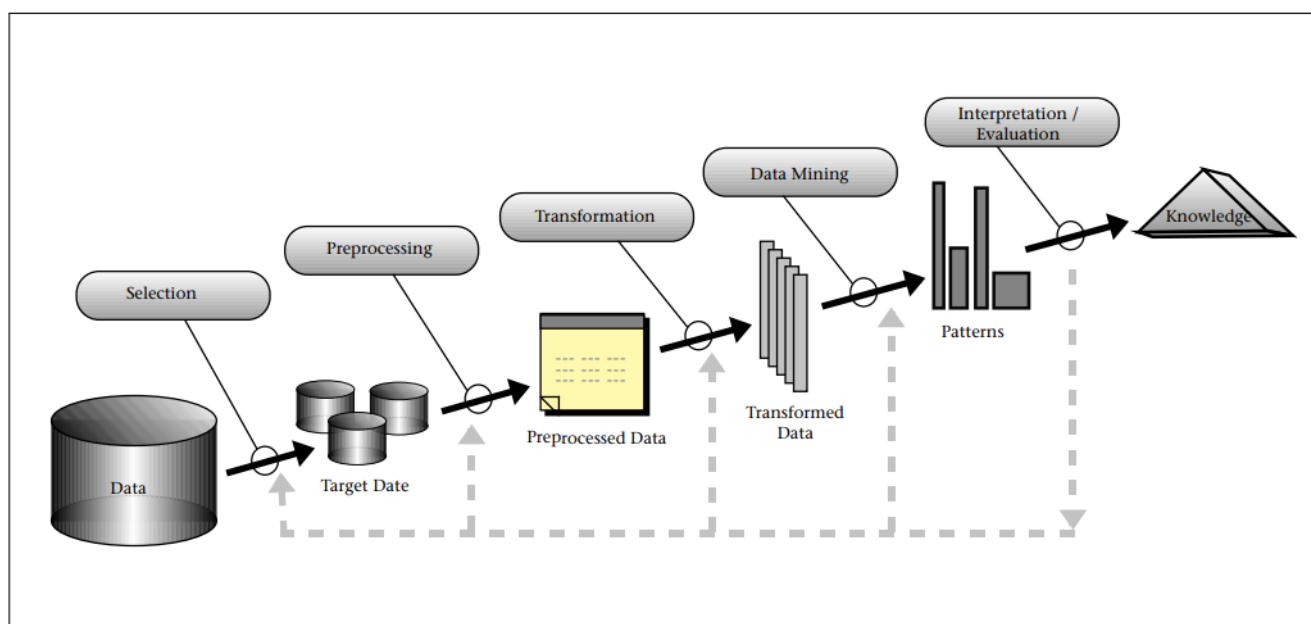 Interpretation /
Evaluation
Data Mining
Transformation
Knowledge
Preprocessing
Selection
Patterns
Transformed
Data
Preprocessed Data
Target Date
Data